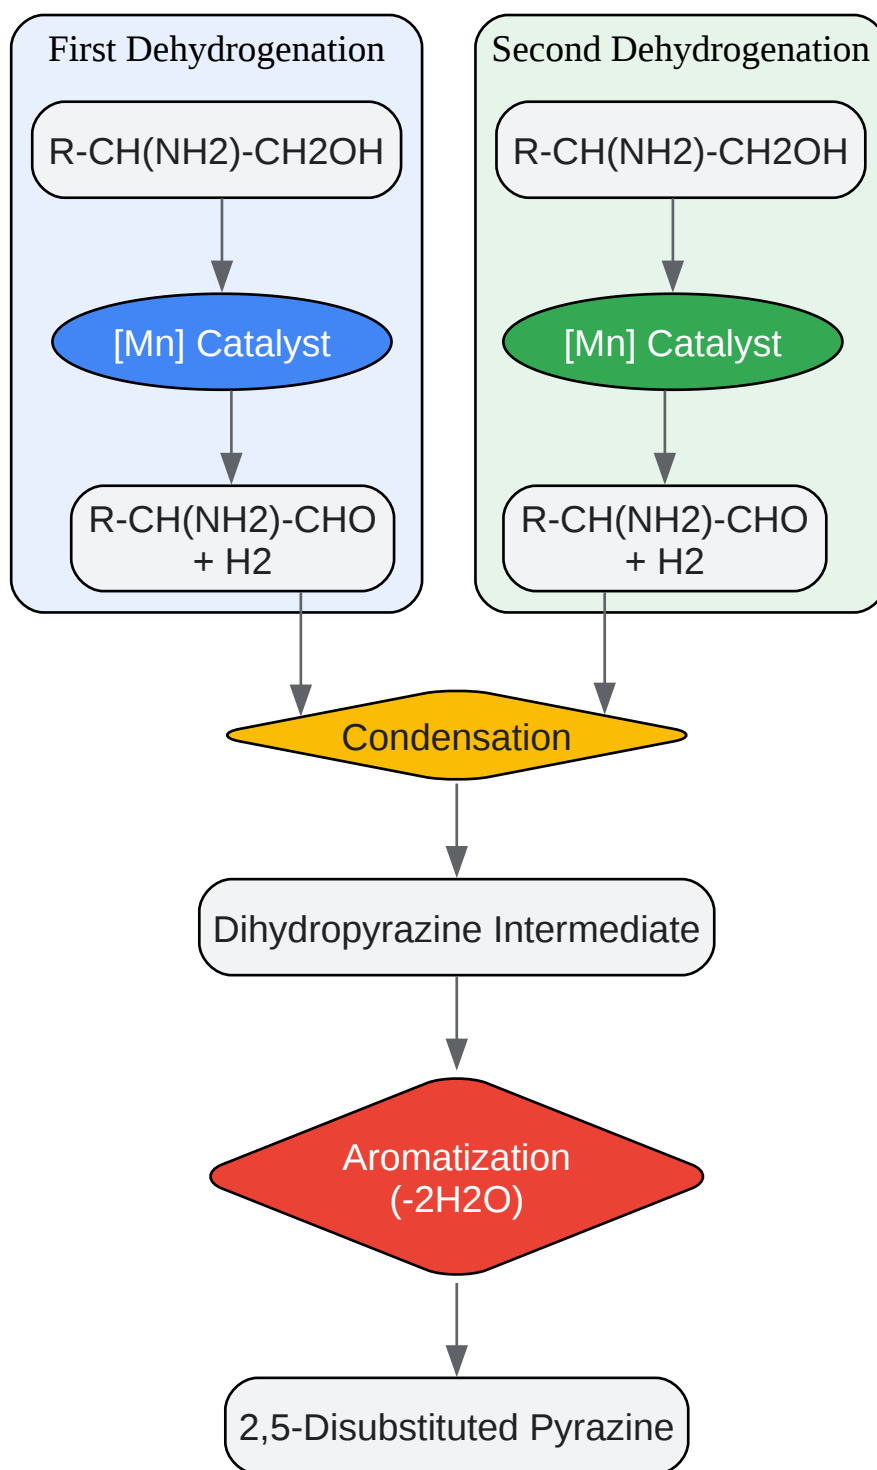 First Dehydrogenation
R-CH(NH2)-CH2OH
[Mn] Catalyst
R-CH(NH2)-CHO
+ H2
Second Dehydrogenation
R-CH(NH2)-CH2OH
[Mn] Catalyst
R-CH(NH2)-CHO
+ H2
Condensation
Dihydropyrazine Intermediate
Aromatization
(-2H2O)
2,5-Disubstituted Pyrazine